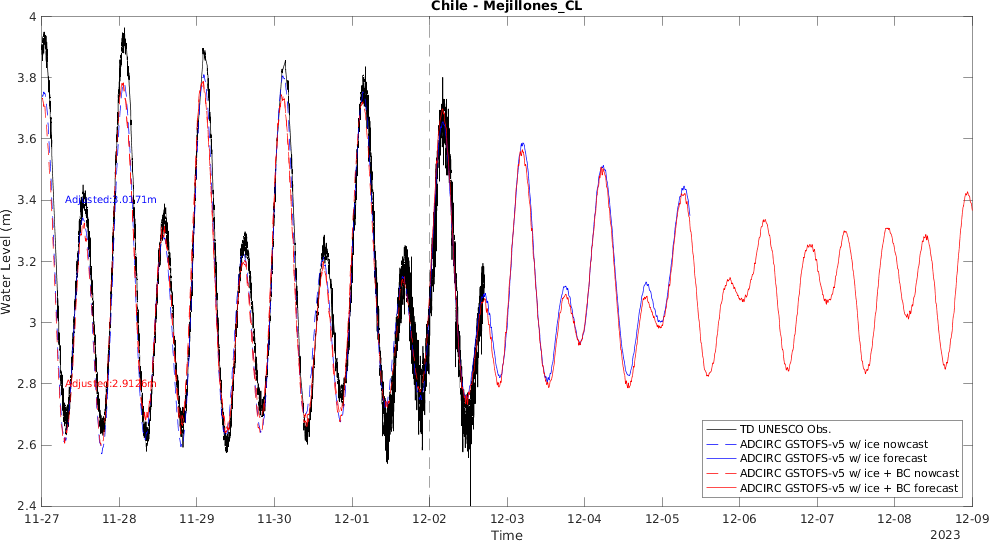 Chile - Mejillones_CL
4
3.8
3.6
3.4
3.2
3
2.8
2.6
2.4
Water Level (m)
Adjusted:3.0171m
Adjusted:2.9126m
TD UNESCO Obs.
ADCIRC GSTOFS-v5 w/ ice nowcast
ADCIRC GSTOFS-v5 w/ ice forecast
ADCIRC GSTOFS-v5 w/ ice + BC nowcast
ADCIRC GSTOFS-v5 w/ ice + BC forecast
11-27 11-28 11-29 11-30 12-01 12-02 12-03 12-04 12-05 12-06 12-07 12-08 12-09
Time
2023